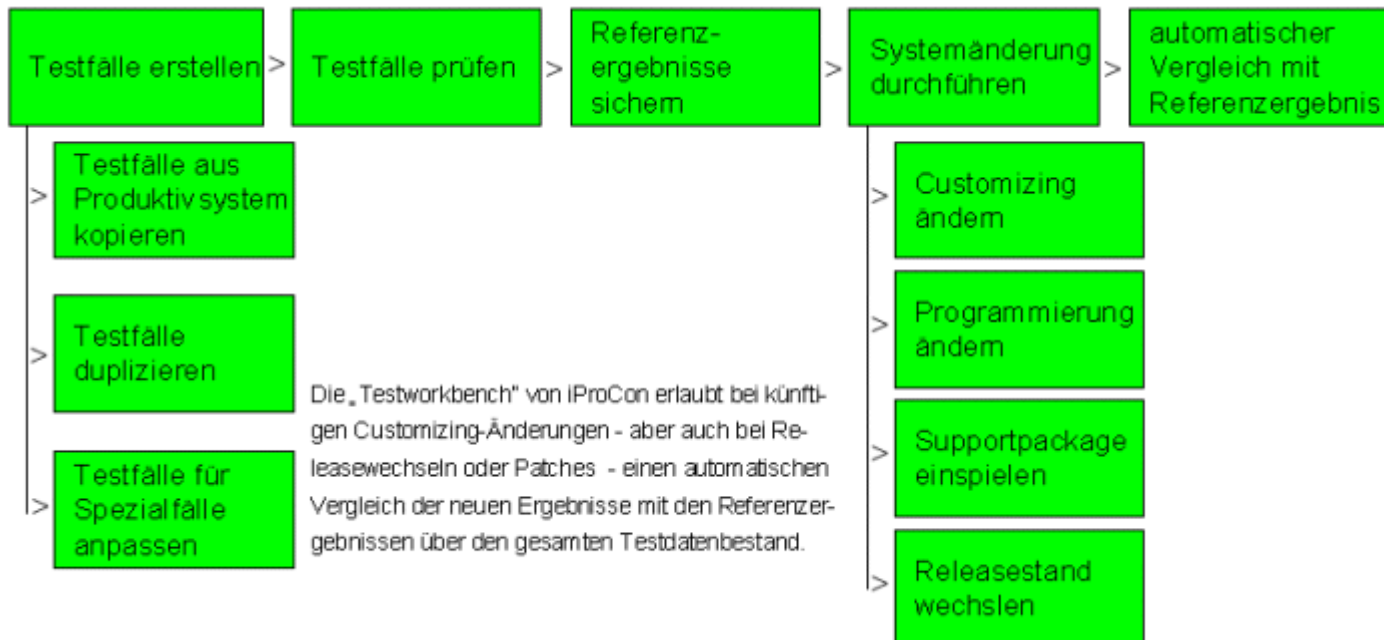 Testfälle erstellen
>
Testfälle prüfen
>
Referenz-
ergebnisse
sichern
>
Systemänderung
durchführen
>
automatischer
Vergleich mit
Referenzergebnis
>
Testfälle aus
Produktivsystem
kopieren
>
Testfälle
duplizieren
>
Testfälle für
Spezialfälle
anpassen
Die „Testworkbench" von iProCon erlaubt bei künfti-
gen Customizing-Änderungen - aber auch bei Re-
leasewechseln oder Patches - einen automatischen
Vergleich der neuen Ergebnisse mit den Referenzer-
gebnissen über den gesamten Testdatenbestand.
>
Customizing
ändern
>
Programmierung
ändern
>
Supportpackage
einspielen
>
Releasestand
wechslen